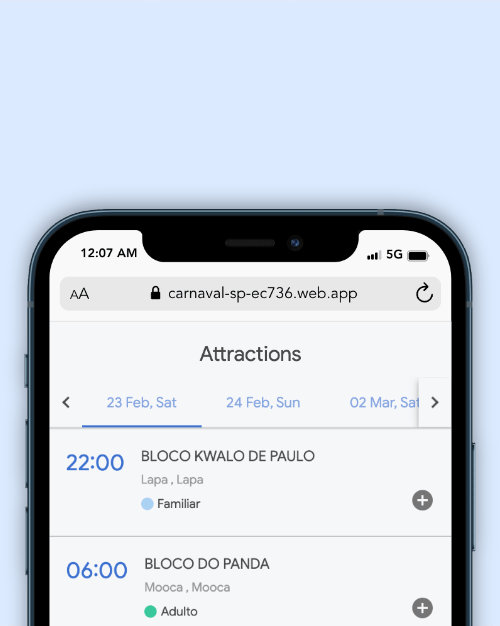 12:07 AM 5G
AA carnaval-sp-ec736.web.app
Attractions
23 Feb, Sat 24 Feb, Sun 02 Mar, Sat
22:00 BLOCO KWALO DE PAULO
Lapa , Lapa
Familiar
06:00 BLOCO DO PANDA
Mooca , Mooca
Adulto